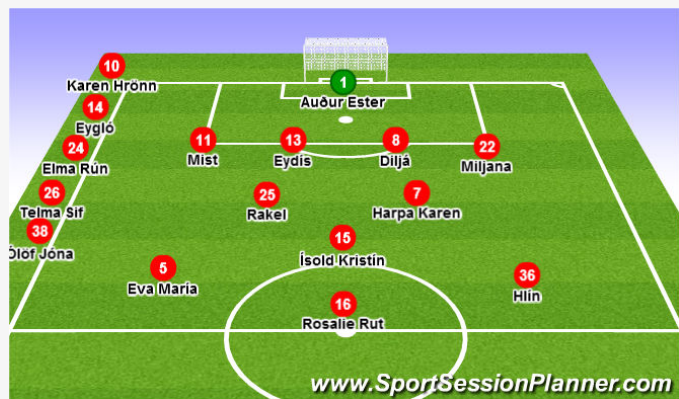 10
Karen Hrönn
1
Auður Ester
14
Eygló
11
Mist
13
Eydís
8
Diljá
22
Miljana
24
Elma Rún
26
Telma Sif
25
Rakel
7
Harpa Karen
38
Ólöf Jóna
15
Ísold Kristín
5
Eva María
36
Hlín
16
Rosalie Rut
www.SportSessionPlanner.com